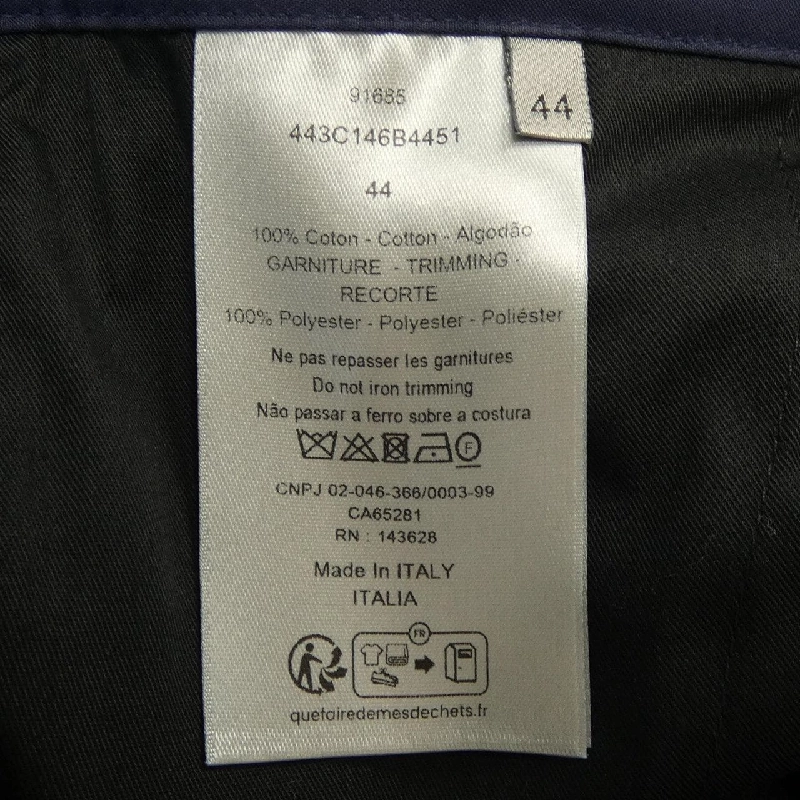 91685
44
443C146B4451
44
100% Coton - Cotton - Algodão
GARNITURE - TRIMMING -
RECORTE
100% Polyester - Polyester - Poliéster
Ne pas repasser les garnitures
Do not iron trimming
Não passar a ferro sobre a costura
F
CNPJ 02-046-366/0003-99
CA65281
RN : 143628
Made In ITALY
ITALIA
FR
quefairedemesdechets.fr